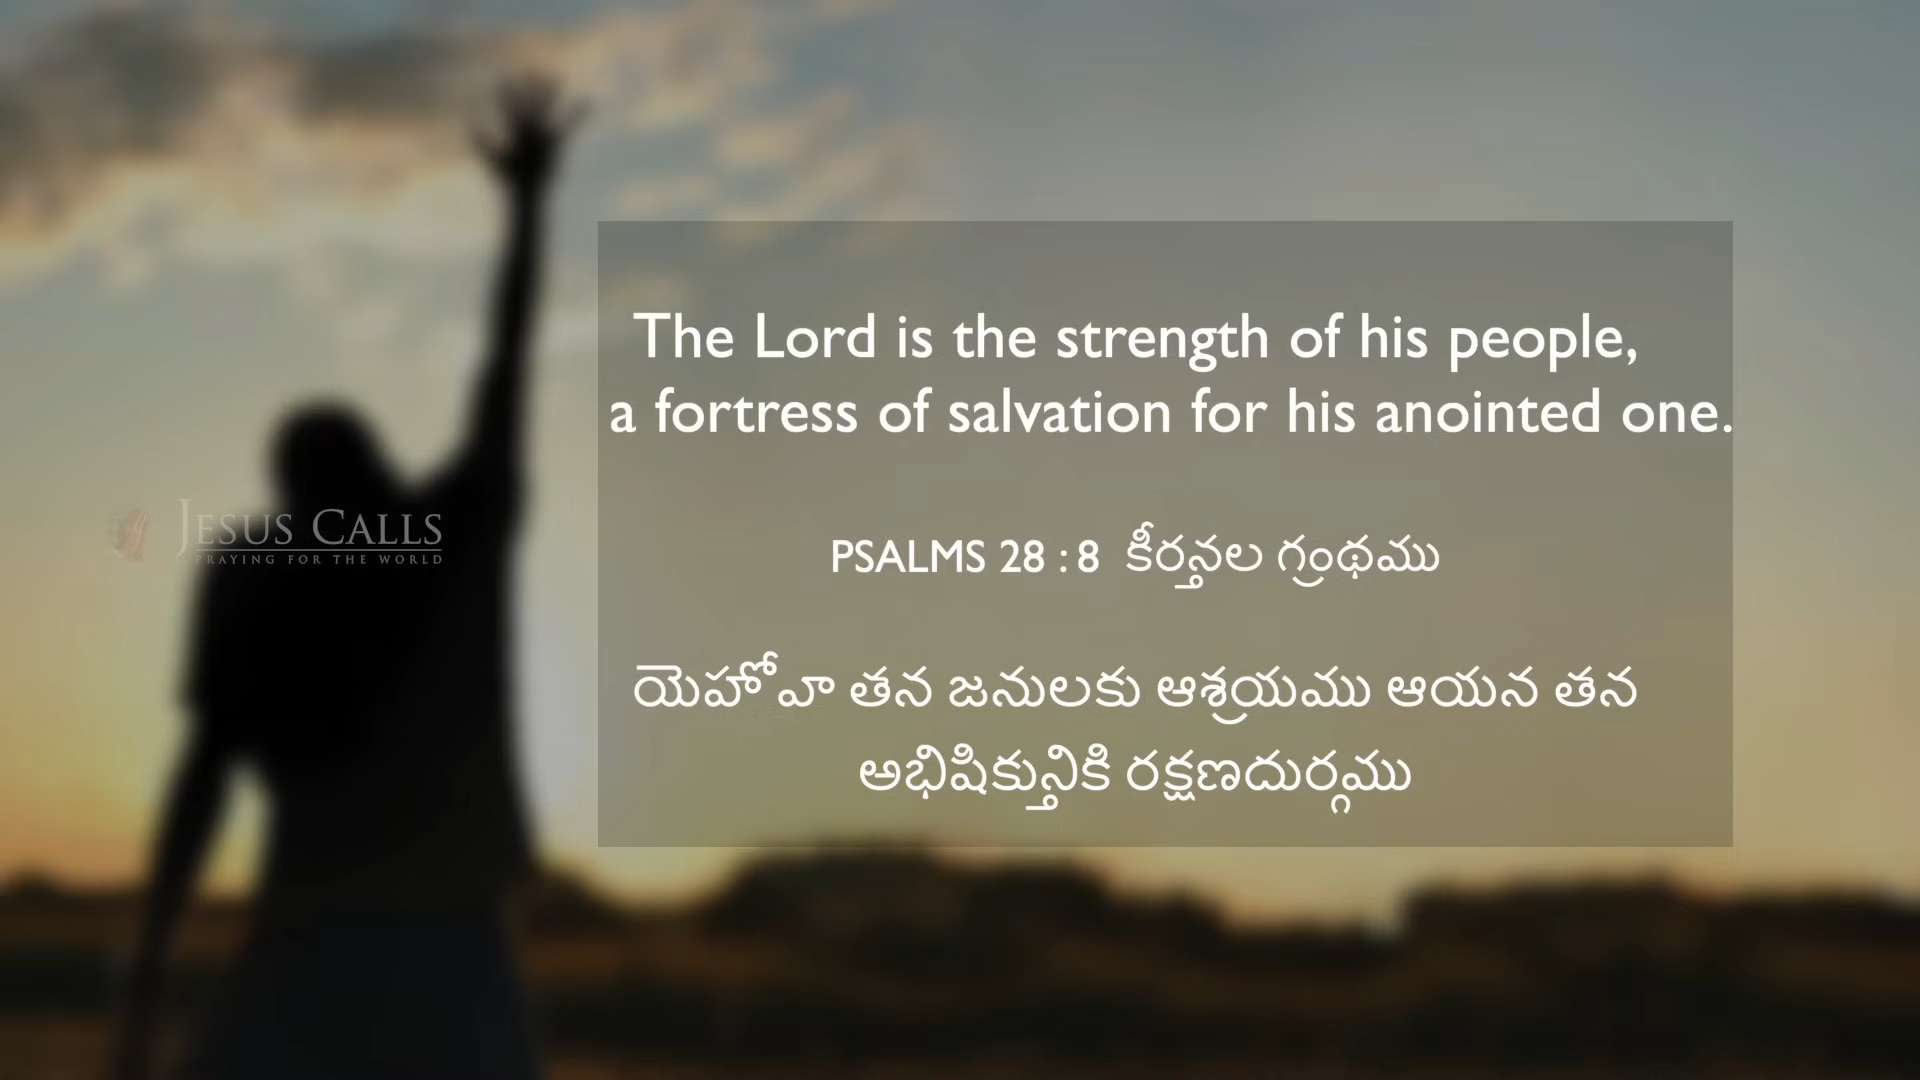 The Lord is the strength of his people,
a fortress of salvation for his anointed one.
PSALMS 28 : 8 కీర్తనల గ్రంథము
యెహోవా తన జనులకు ఆశ్రయము ఆయన తన
అభిషిక్తునికి రక్షణదుర్గము
JESUS CALLS
PRAYING FOR THE WORLD